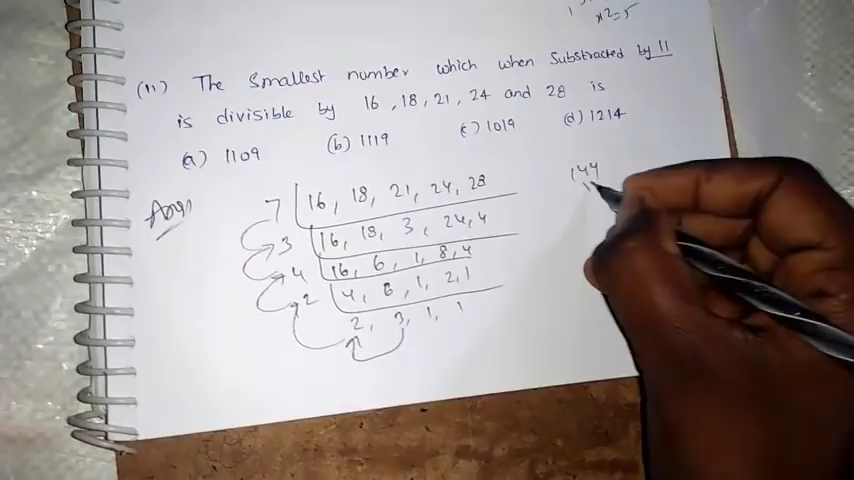 x2=5
(11) The Smallest number which when Substracted by 11
is divisible by 16, 18, 21, 24 and 28 is
(a) 1109 (b) 1119 (c) 1019 (d) 1214
Ans
7 16, 18, 21, 24, 28
3 16, 18, 3, 24, 4
4 16, 6, 1, 8, 4
2 4, 6, 1, 2, 1
2, 3, 1, 1
144